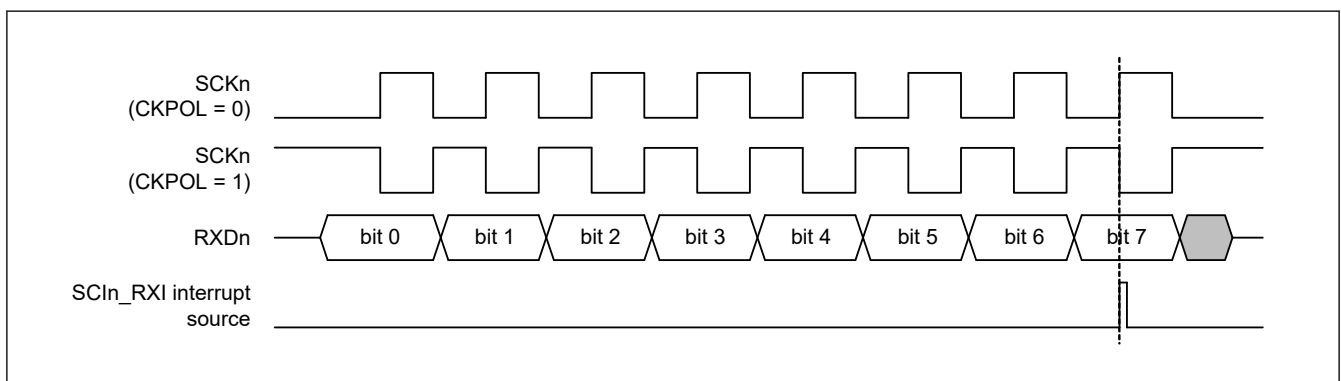 SCKn
(CKPOL = 0)
SCKn
(CKPOL = 1)
RXDn
bit 0 bit 1 bit 2 bit 3 bit 4 bit 5 bit 6 bit 7
SCIn_RXI interrupt
source